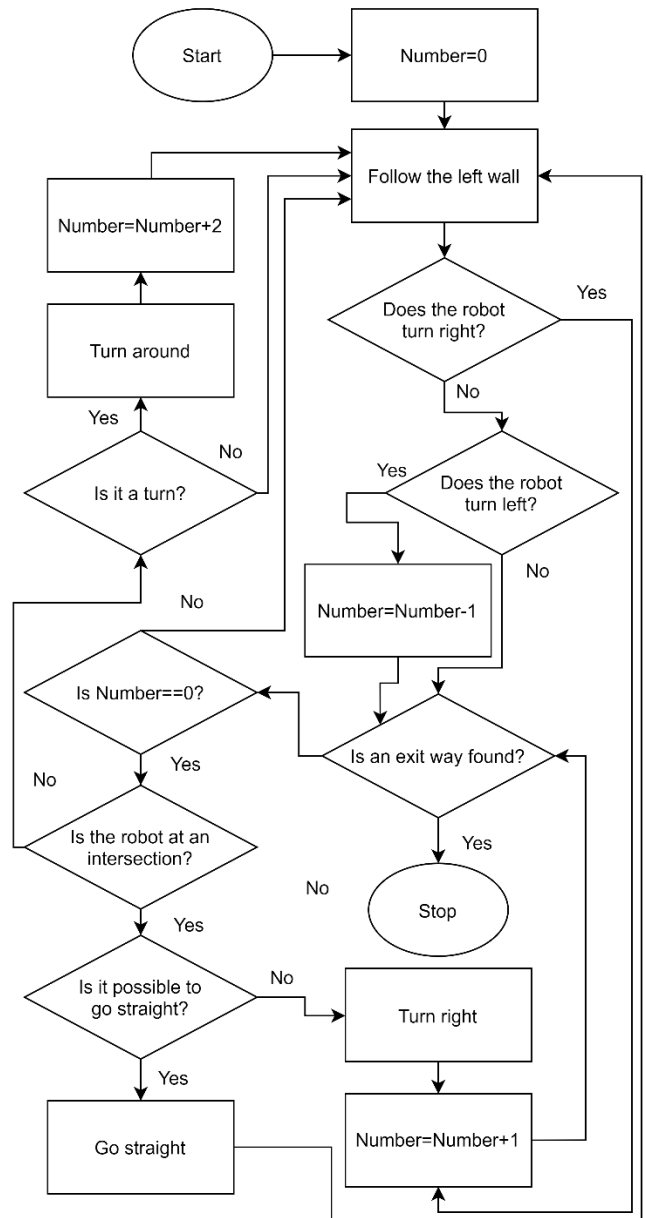 Start
Number=0
Follow the left wall
Number=Number+2
Does the robot
turn right?
Yes
Turn around
No
Yes
No
Is it a turn?
Yes
Does the robot
turn left?
No
No
Number=Number-1
Is Number==0?
Is an exit way found?
No
Yes
Is the robot at an
intersection?
Yes
No
Stop
Yes
Is it possible to
go straight?
No
Turn right
Yes
Go straight
Number=Number+1